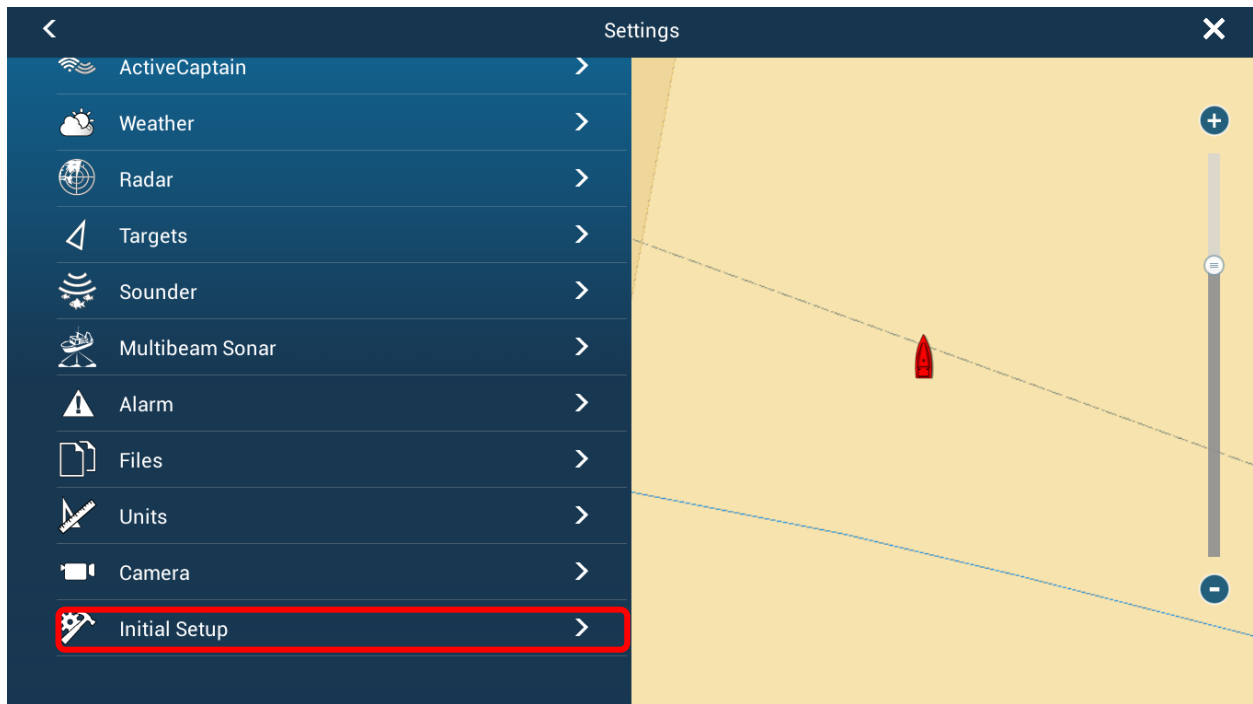 Settings
ActiveCaptain
Weather
Radar
Targets
Sounder
Multibeam Sonar
Alarm
Files
Units
Camera
Initial Setup